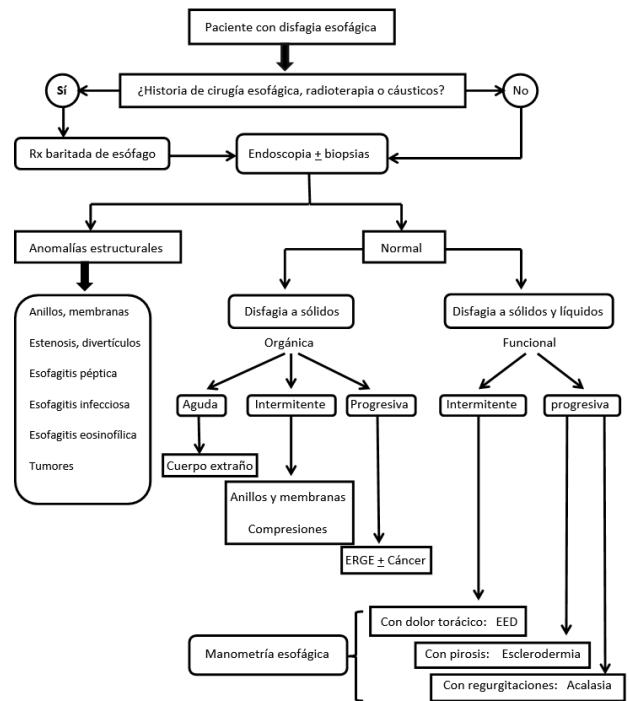 Paciente con disfagia esofágica
Sí
¿Historia de cirugía esofágica, radioterapia o cáusticos?
No
Rx baritada de esófago
Endoscopia ± biopsias
Anomalías estructurales
Normal
Anillos, membranas
Estenosis, divertículos
Esofagitis péptica
Esofagitis infecciosa
Esofagitis eosinofílica
Tumores
Disfagia a sólidos
Disfagia a sólidos y líquidos
Orgánica
Funcional
Aguda
Intermitente
Progresiva
Intermitente
progresiva
Cuerpo extraño
Anillos y membranas
Compresiones
ERGE ± Cáncer
Manometría esofágica
Con dolor torácico: EED
Con pirosis: Esclerodermia
Con regurgitaciones: Acalasia